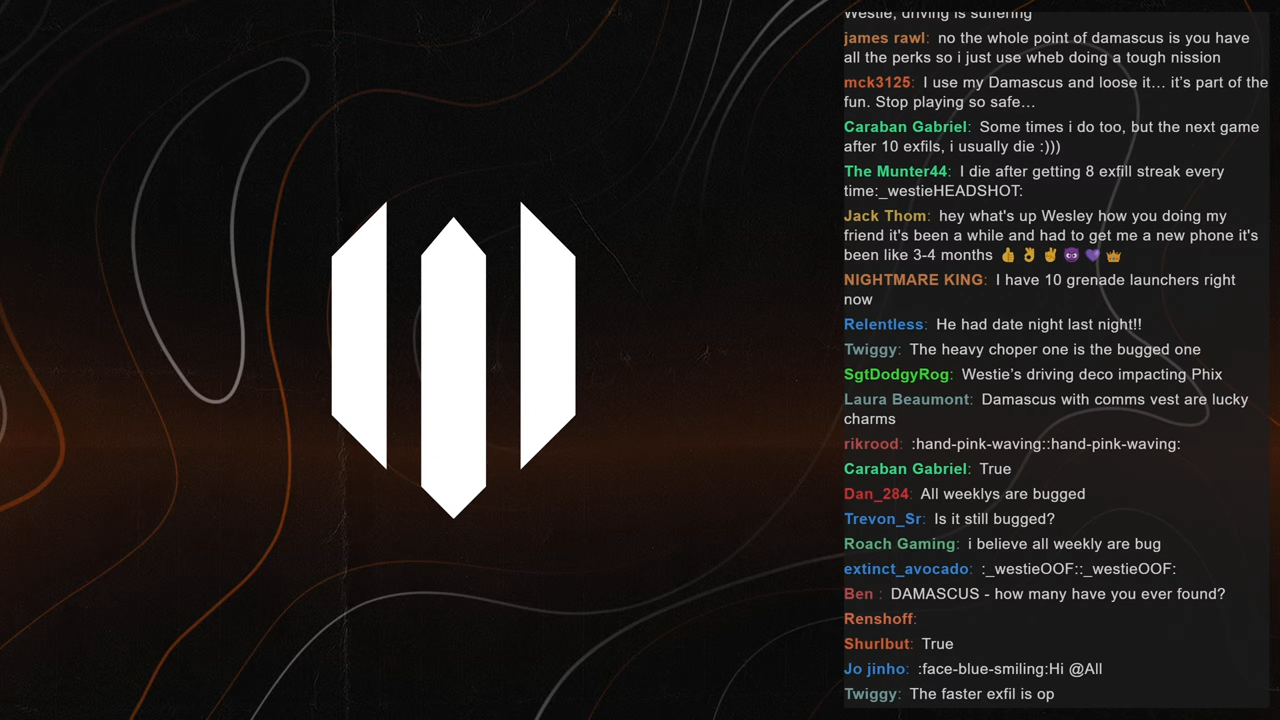 Westie, driving is suffering
james rawl: no the whole point of damascus is you have
all the perks so i just use wheb doing a tough nission
mck3125: I use my Damascus and loose it… it’s part of the
fun. Stop playing so safe…
Caraban Gabriel: Some times i do too, but the next game
after 10 exfils, i usually die :)))
The Munter44: I die after getting 8 exfill streak every
time:_westieHEADSHOT:
Jack Thom: hey what's up Wesley how you doing my
friend it's been a while and had to get me a new phone it's
been like 3-4 months 👍 👌 ✌ 😈 💜 👑
NIGHTMARE KING: I have 10 grenade launchers right
now
Relentless: He had date night last night!!
Twiggy: The heavy choper one is the bugged one
SgtDodgyRog: Westie’s driving deco impacting Phix
Laura Beaumont: Damascus with comms vest are lucky
charms
rikrood: :hand-pink-waving::hand-pink-waving:
Caraban Gabriel: True
Dan_284: All weeklys are bugged
Trevon_Sr: Is it still bugged?
Roach Gaming: i believe all weekly are bug
extinct_avocado: :_westieOOF::_westieOOF:
Ben : DAMASCUS - how many have you ever found?
Renshoff:
Shurlbut: True
Jo jinho: :face-blue-smiling:Hi @All
Twiggy: The faster exfil is op